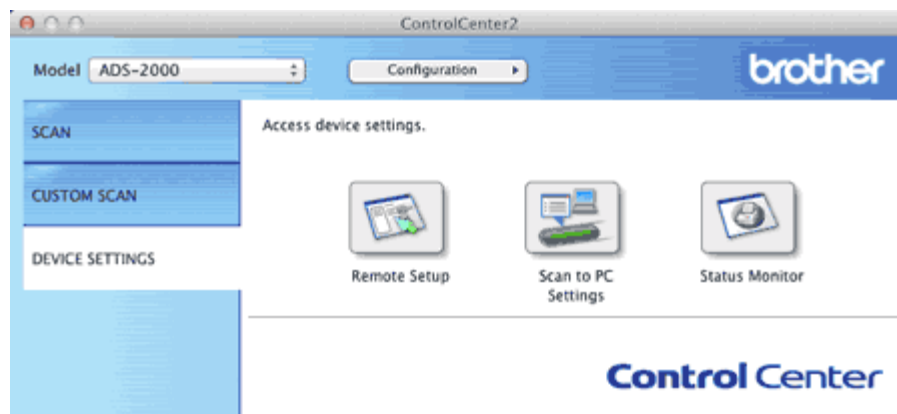 ControlCenter2
Model ADS-2000 Configuration brother
SCAN
Access device settings.
CUSTOM SCAN
DEVICE SETTINGS
Remote Setup
Scan to PC
Settings
Status Monitor
Control Center